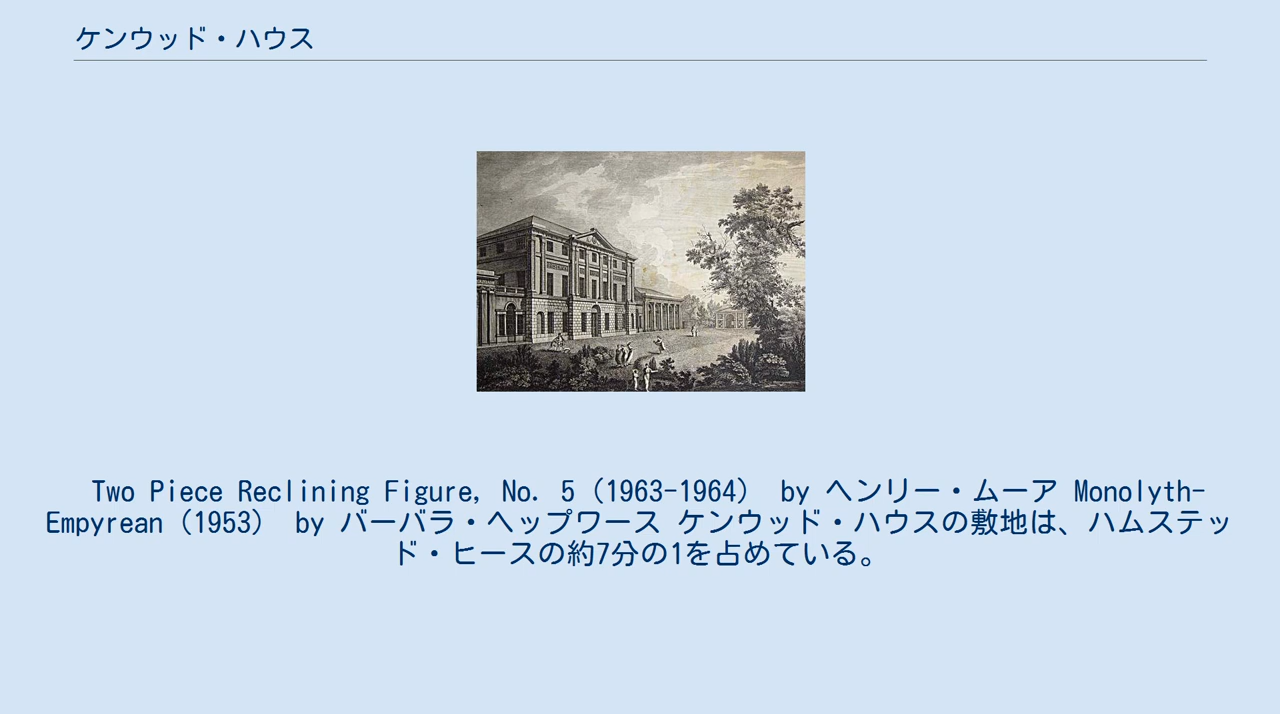 ケンウッド・ハウス
Two Piece Reclining Figure, No. 5（1963-1964） by ヘンリー・ムーア Monolyth-
Empyrean（1953） by バーバラ・ヘップワース ケンウッド・ハウスの敷地は、ハムステッ
ド・ヒースの約7分の1を占めている。